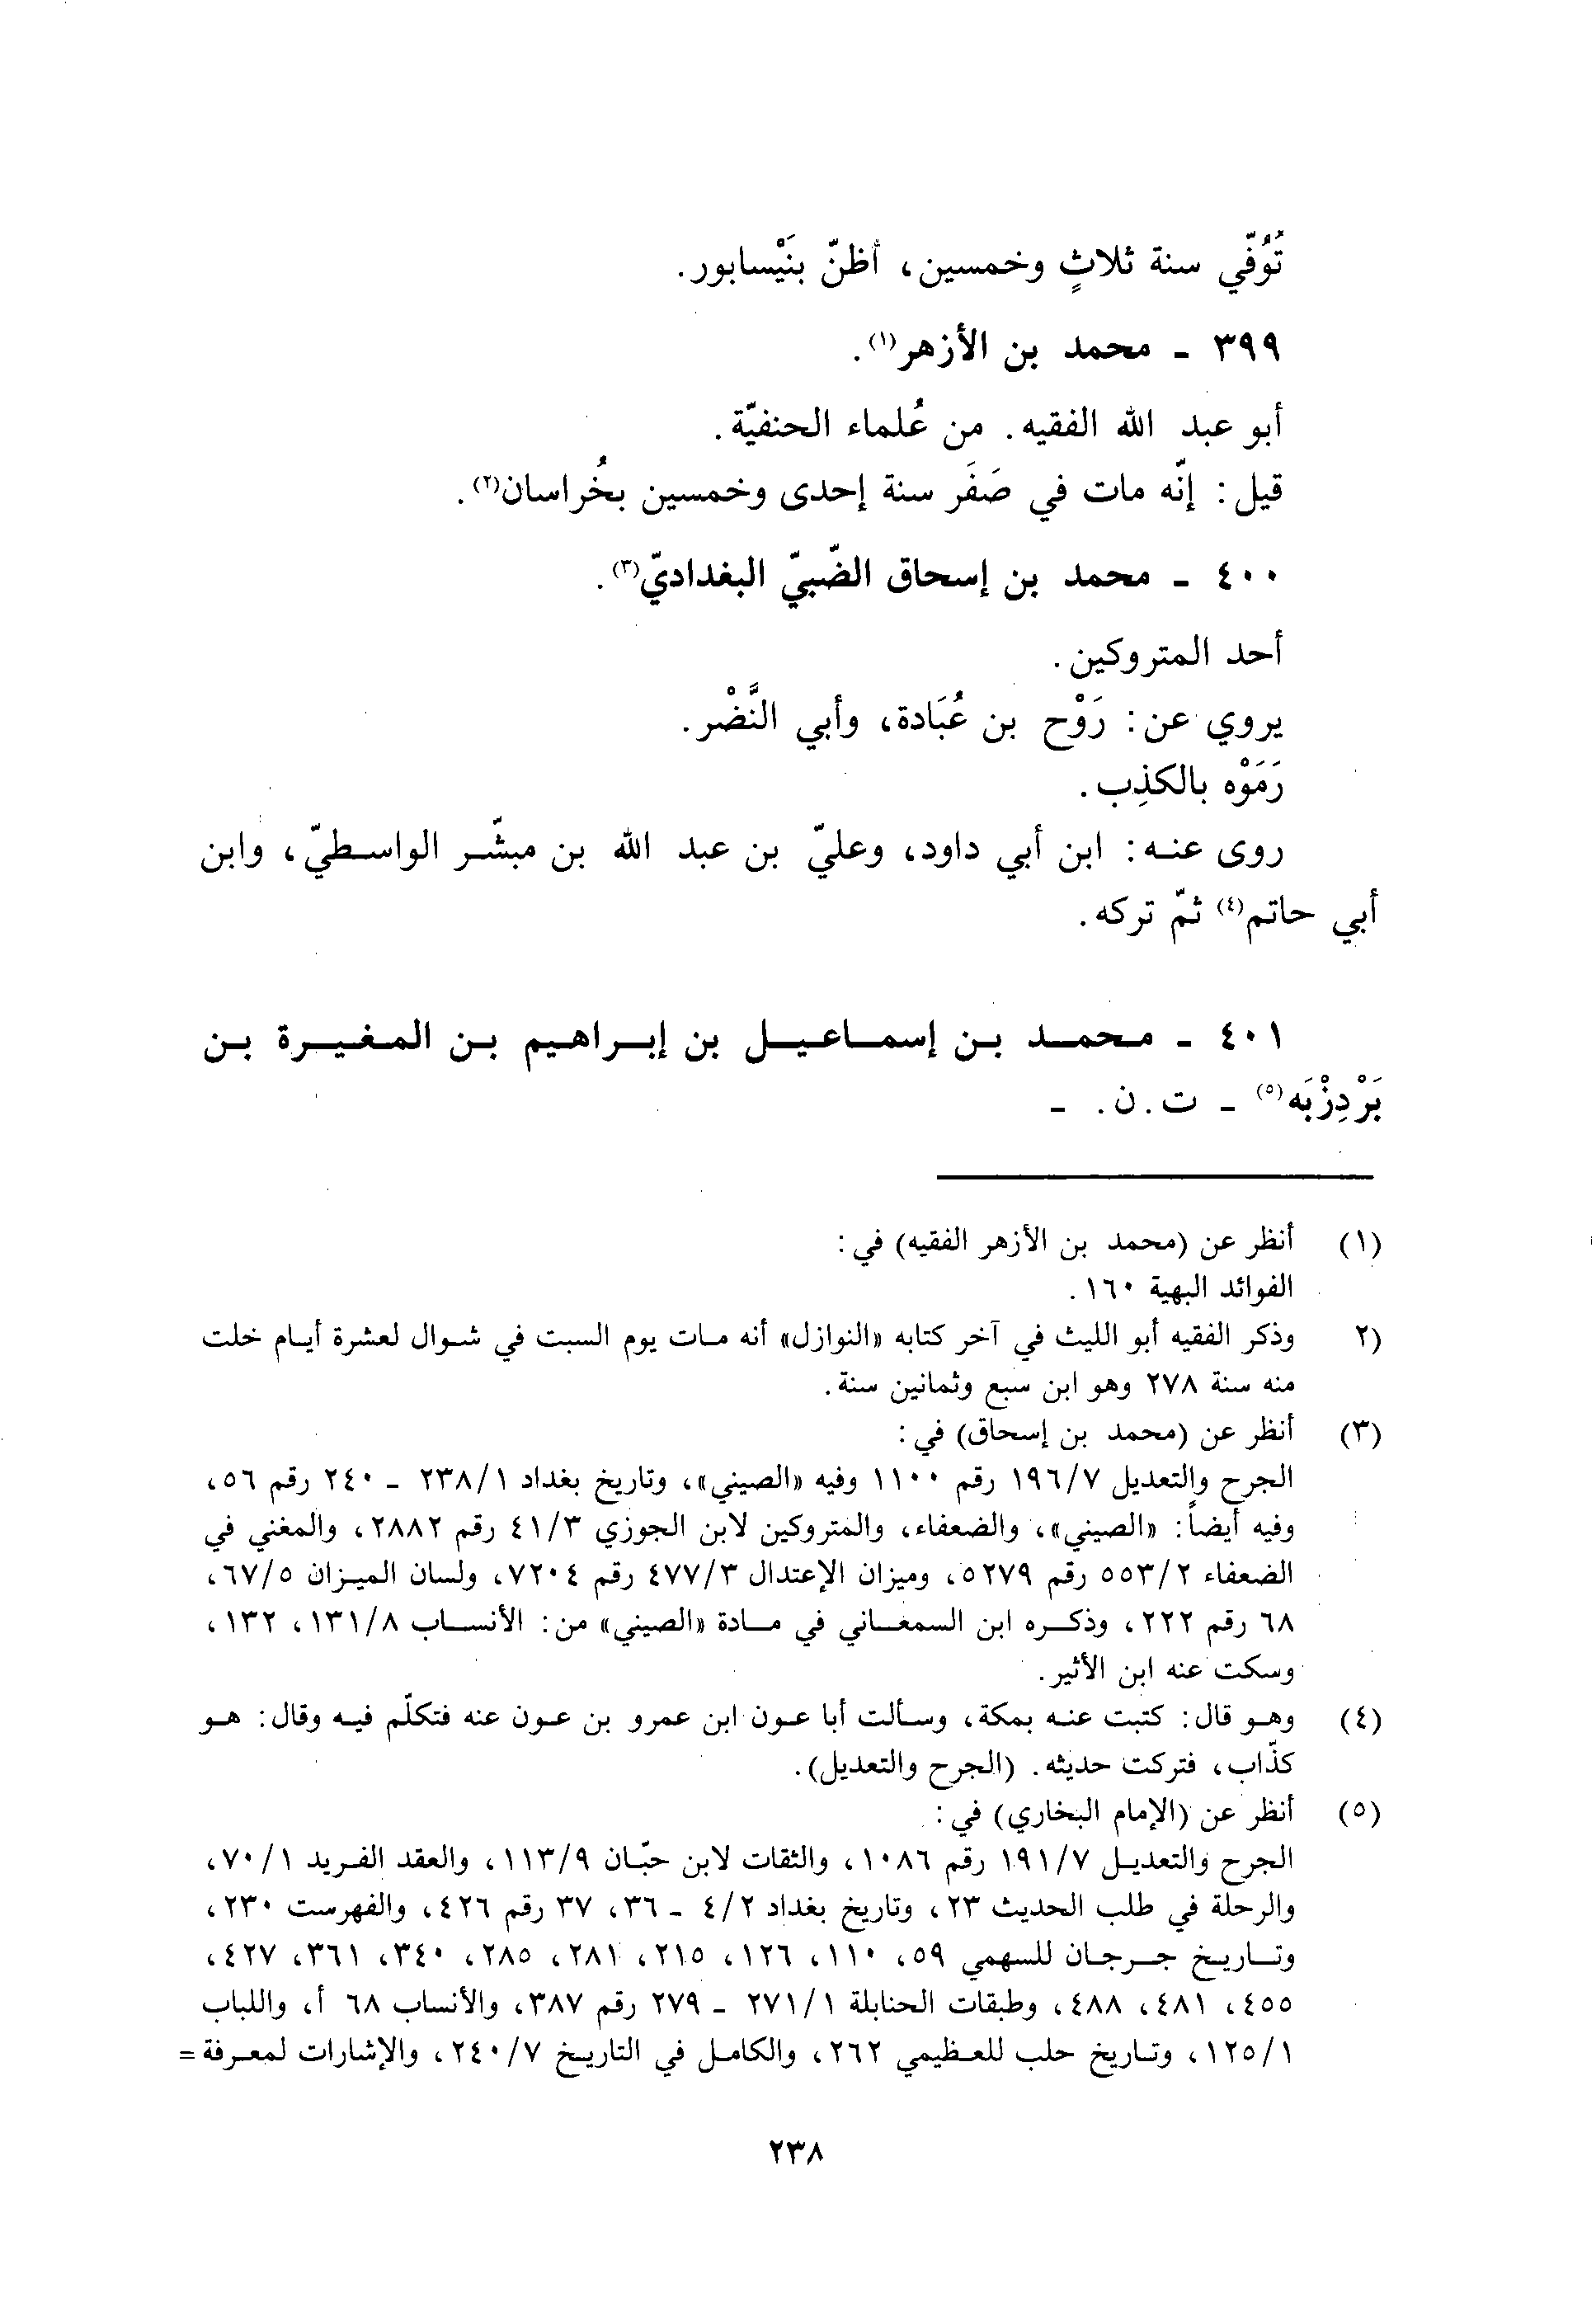 تُوُفّي سنة ثلاثٍ وخمسين، أظنّ بنَيْسابور.
٣٩٩ - محمد بن الأزهر(١).
أبو عبد الله الفقيه. من عُلماء الحنفيّة.
قيل: إنّه مات في صَفَر سنة إحدى وخمسين بخُراسان(٢).
٤٠٠ - محمد بن إسحاق الضّبيّ البغداديّ(٣).
أحد المتروكين.
يروي عن: رَوْح بن عُبَادة، وأبي النَّضْر.
رَمَوْه بالكذِب.
روى عنه: ابن أبي داود، وعليّ بن عبد الله بن مبشّر الواسطيّ، وابن
أبي حاتم(٤) ثمّ تركه.
٤٠١ - محمد بن إسماعيل بن إبراهيم بن المغيرة بن
بَرْدِزْبَه(٥) - ت. ن. -
(١) أنظر عن (محمد بن الأزهر الفقيه) في:
الفوائد البهية ١٦٠.
٢) وذكر الفقيه أبو الليث في آخر كتابه «النوازل» أنه مات يوم السبت في شوال لعشرة أيام خلت
منه سنة ٢٧٨ وهو ابن سبع وثمانين سنة.
(٣) أنظر عن (محمد بن إسحاق) في:
الجرح والتعديل ١٩٦/٧ رقم ١١٠٠ وفيه «الصيني»، وتاريخ بغداد ٢٣٨/١ - ٢٤٠ رقم ٥٦،
وفيه أيضاً: «الصيني»، والضعفاء، والمتروكين لابن الجوزي ٤١/٣ رقم ٢٨٨٢، والمغني في
الضعفاء ٥٥٣/٢ رقم ٥٢٧٩، وميزان الإعتدال ٤٧٧/٣ رقم ٧٢٠٤، ولسان الميزان ٦٧/٥،
٦٨ رقم ٢٢٢، وذكره ابن السمعاني في مادة «الصيني» من: الأنساب ١٣١/٨، ١٣٢،
وسكت عنه ابن الأثير.
(٤) وهو قال: كتبت عنه بمكة، وسألت أبا عون ابن عمرو بن عون عنه فتكلّم فيه وقال: هو
كذّاب، فتركت حديثه. (الجرح والتعديل).
(٥) أنظر عن (الإمام البخاري) في:
الجرح والتعديل ١٩١/٧ رقم ١٠٨٦، والثقات لابن حبّان ١١٣/٩، والعقد الفريد ٧٠/١،
والرحلة في طلب الحديث ٢٣، وتاريخ بغداد ٤/٢ - ٣٦، ٣٧ رقم ٤٢٦، والفهرست ٢٣٠،
وتاريخ جرجان للسهمي ٥٩، ١١٠، ١٢٦، ٢١٥، ٢٨١، ٢٨٥، ٣٤٠، ٣٦١، ٤٢٧،
٤٥٥، ٤٨١، ٤٨٨، وطبقات الحنابلة ٢٧١/١ - ٢٧٩ رقم ٣٨٧، والأنساب ٦٨ أ، واللباب
١٢٥/١، وتاريخ حلب للعظيمي ٢٦٢، والكامل في التاريخ ٢٤٠/٧، والإشارات لمعرفة =
٢٣٨